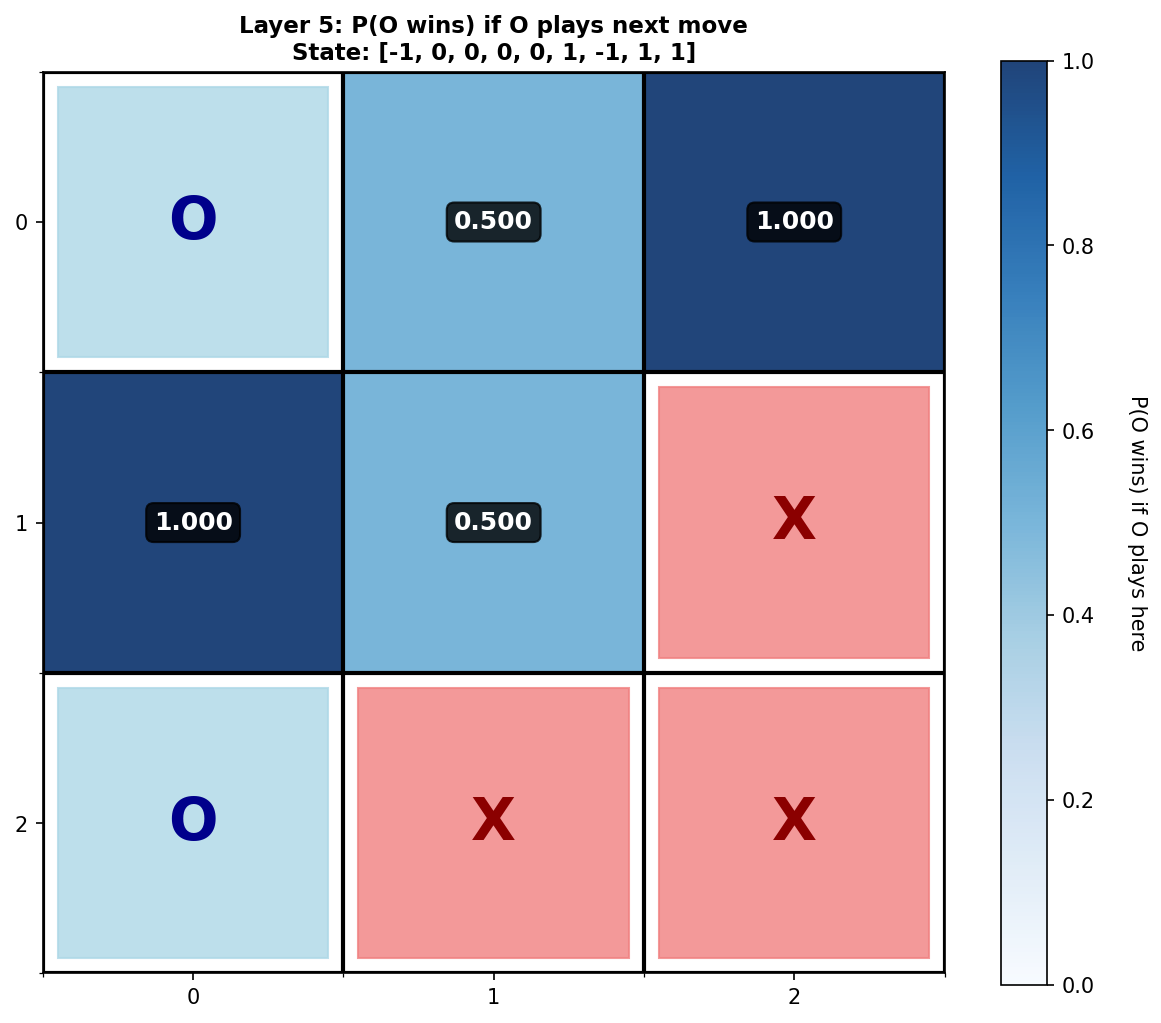 Layer 5: P(O wins) if O plays next move
State: [-1, 0, 0, 0, 0, 1, -1, 1, 1]
0
O
0.500
1.000
1
1.000
0.500
X
2
O
X
X
0
1
2
1.0
0.8
0.6
0.4
0.2
0.0
P(O wins) if O plays here